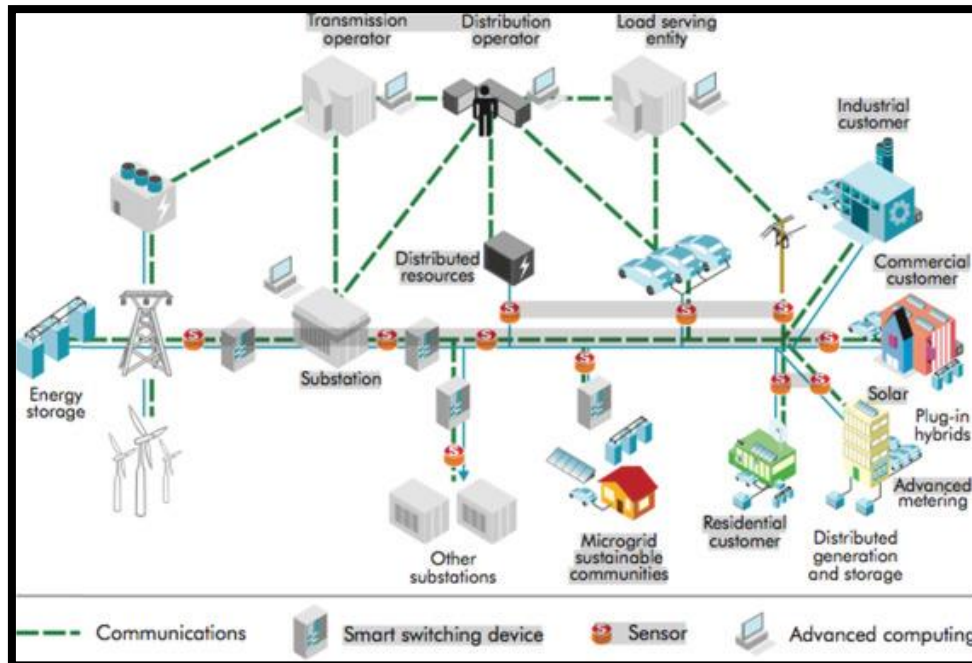 Transmission
operator
Distribution
operator
Load serving
entity
Industrial
customer
Distributed
resources
Commercial
customer
Energy
storage
Substation
Solar
Plug-in
hybrids
Advanced
metering
Other
substations
Microgrid
sustainable
communities
Residential
customer
Distributed
generation
and storage
S
S
S
S
S
S
S
S
S
S
S
Communications
Smart switching device
S
Sensor
Advanced computing